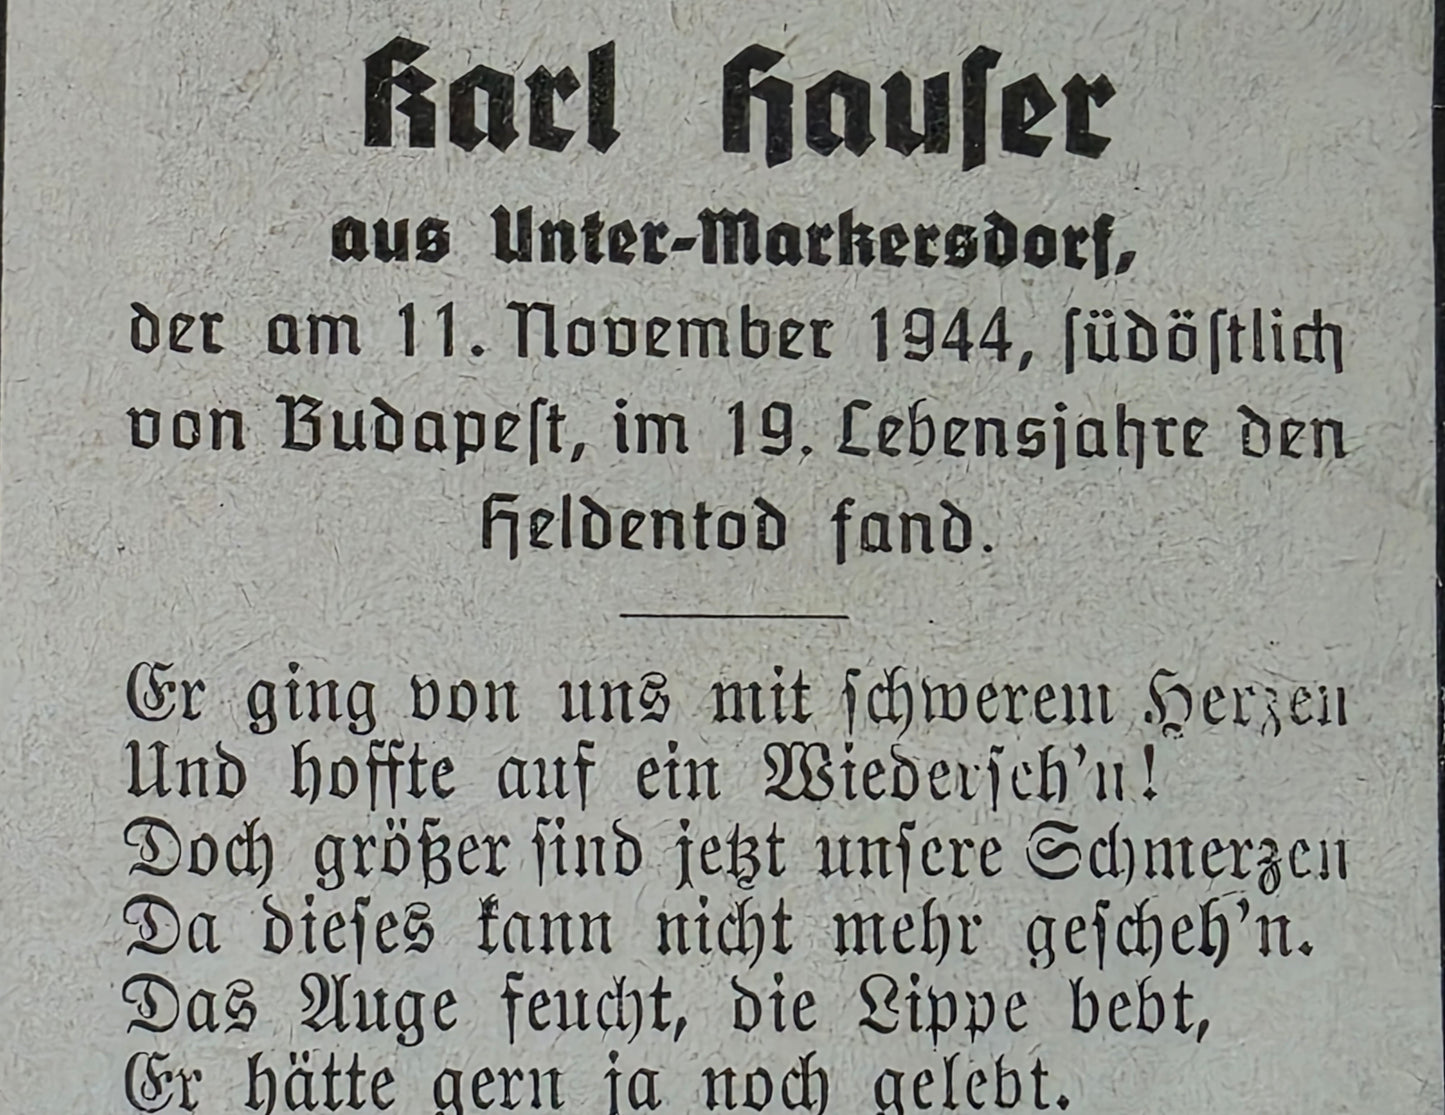 Karl Hauser
aus Unter-Markersdorf,
der am 11. November 1944, südöstlich
von Budapest, im 19. Lebensjahre den
Heldentod fand.
Er ging von uns mit schwerem Herzen
Und hoffte auf ein Wiederseh'n!
Doch größer sind jetzt unsere Schmerzen
Da dieses kann nicht mehr gescheh'n.
Das Auge feucht, die Lippe bebt,
Er hätte gern ja noch gelebt.